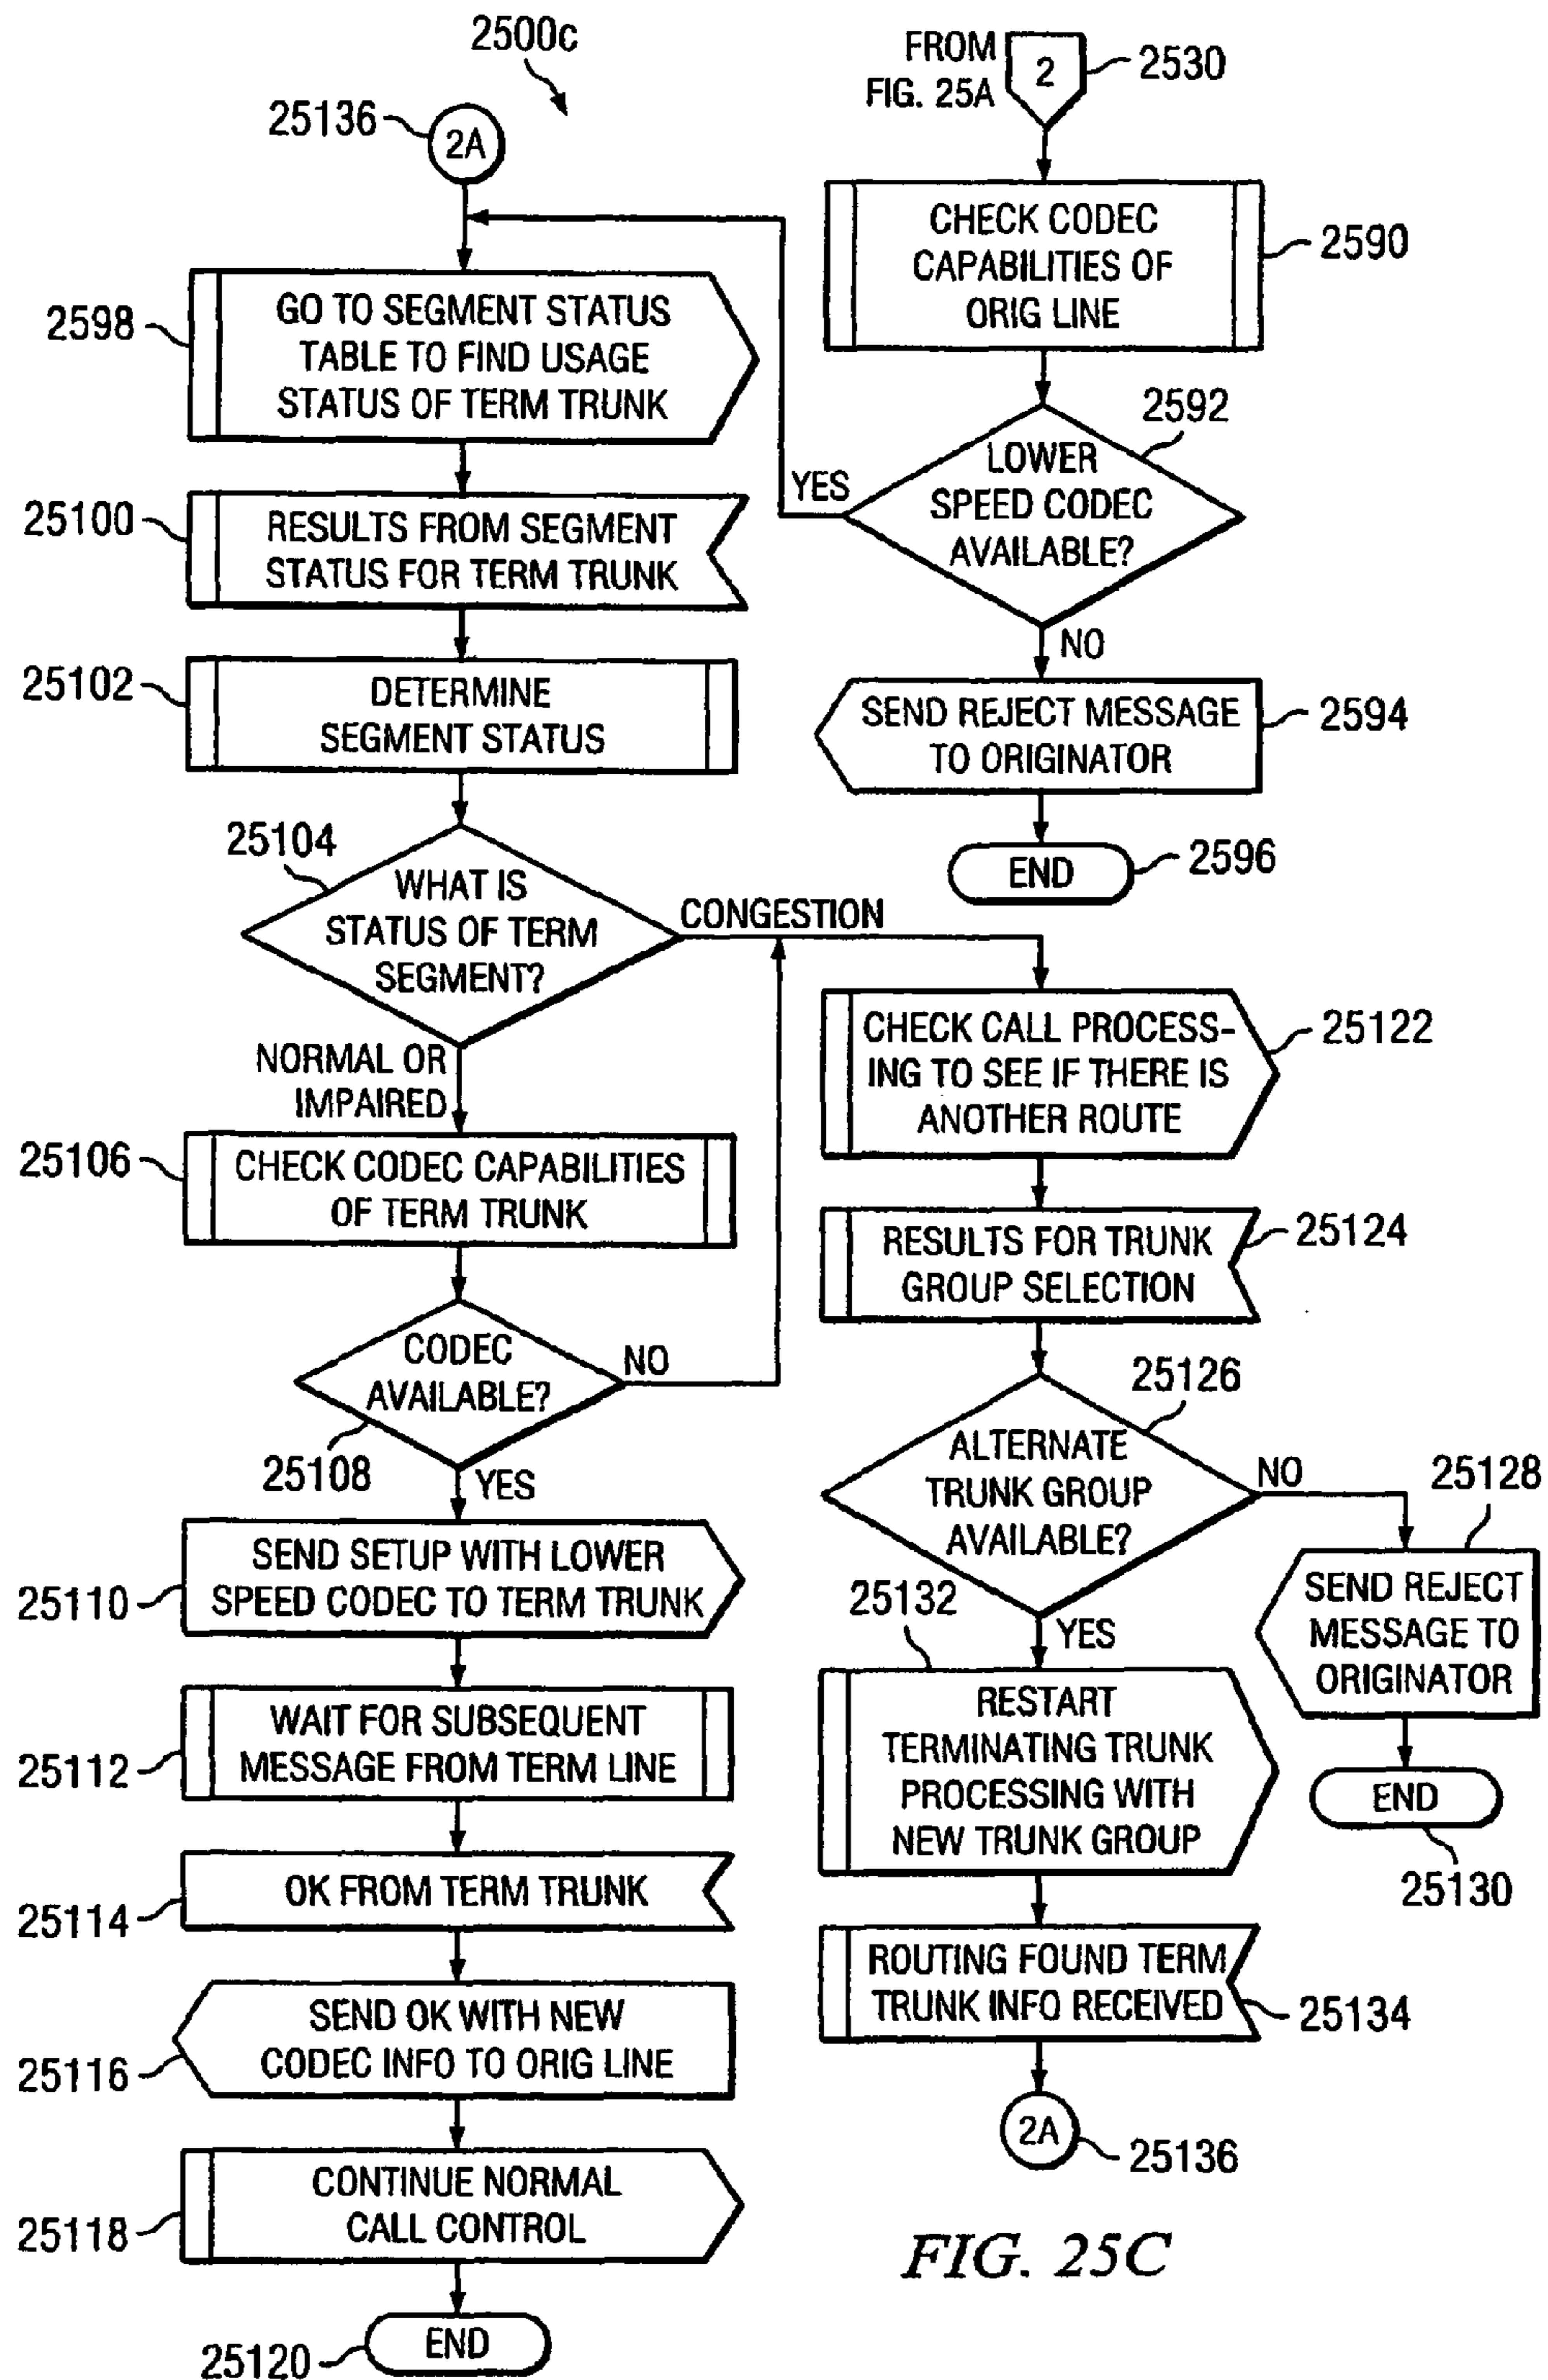 2500c
25136
2A
FROM
FIG. 25A
2
2530
CHECK CODEC
CAPABILITIES OF
ORIG LINE
2590
2598
GO TO SEGMENT STATUS
TABLE TO FIND USAGE
STATUS OF TERM TRUNK
2592
LOWER
SPEED CODEC
AVAILABLE?
YES
NO
25100
RESULTS FROM SEGMENT
STATUS FOR TERM TRUNK
25102
DETERMINE
SEGMENT STATUS
SEND REJECT MESSAGE
TO ORIGINATOR
2594
END
2596
25104
WHAT IS
STATUS OF TERM
SEGMENT?
CONGESTION
NORMAL OR
IMPAIRED
25106
CHECK CODEC CAPABILITIES
OF TERM TRUNK
CODEC
AVAILABLE?
NO
25108
YES
25110
SEND SETUP WITH LOWER
SPEED CODEC TO TERM TRUNK
25112
WAIT FOR SUBSEQUENT
MESSAGE FROM TERM LINE
25114
OK FROM TERM TRUNK
25116
SEND OK WITH NEW
CODEC INFO TO ORIG LINE
25118
CONTINUE NORMAL
CALL CONTROL
25120
END
CHECK CALL PROCESS-
ING TO SEE IF THERE IS
ANOTHER ROUTE
25122
RESULTS FOR TRUNK
GROUP SELECTION
25124
25126
ALTERNATE
TRUNK GROUP
AVAILABLE?
NO
25128
SEND REJECT
MESSAGE TO
ORIGINATOR
END
25130
YES
25132
RESTART
TERMINATING TRUNK
PROCESSING WITH
NEW TRUNK GROUP
ROUTING FOUND TERM
TRUNK INFO RECEIVED
25134
2A
25136
FIG. 25C